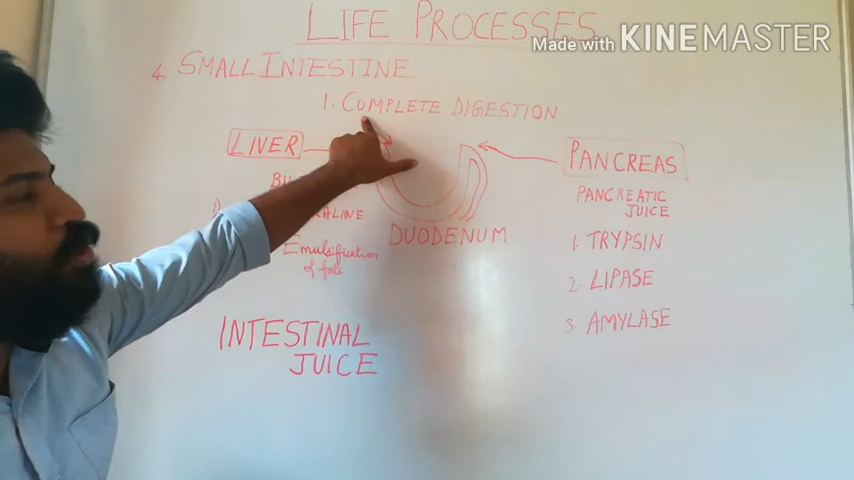 LIFE PROCESSES
Made with KINEMASTER
4. SMALL INTESTINE
1. COMPLETE DIGESTION
LIVER
PANCREAS
PANCREATIC
JUICE
Emulsification
of fats
DUODENUM
1. TRYPSIN
2. LIPASE
3. AMYLASE
INTESTINAL
JUICE